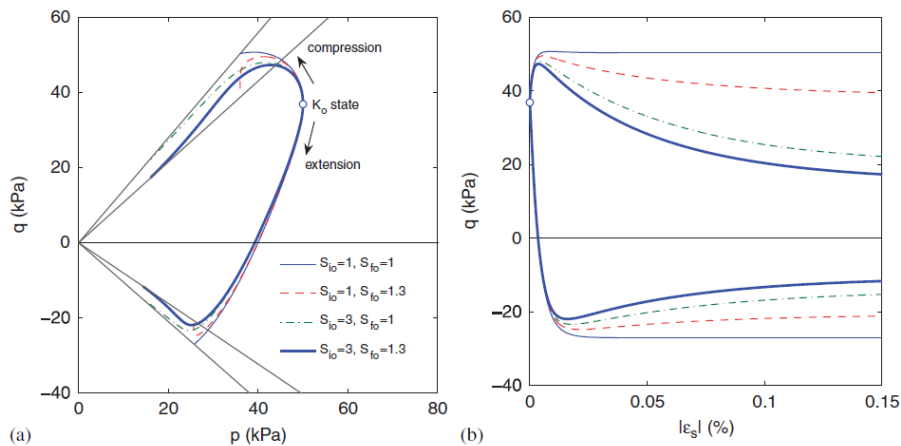 60
40
20
0
−20
−40
q (kPa)
0
20
40
60
80
p (kPa)
(a)
compression
K₀ state
extension
S_io=1, S_fo=1
S_io=1, S_fo=1.3
S_io=3, S_fo=1
S_io=3, S_fo=1.3
60
40
20
0
−20
−40
q (kPa)
0
0.05
0.1
0.15
|ε_s| (%)
(b)